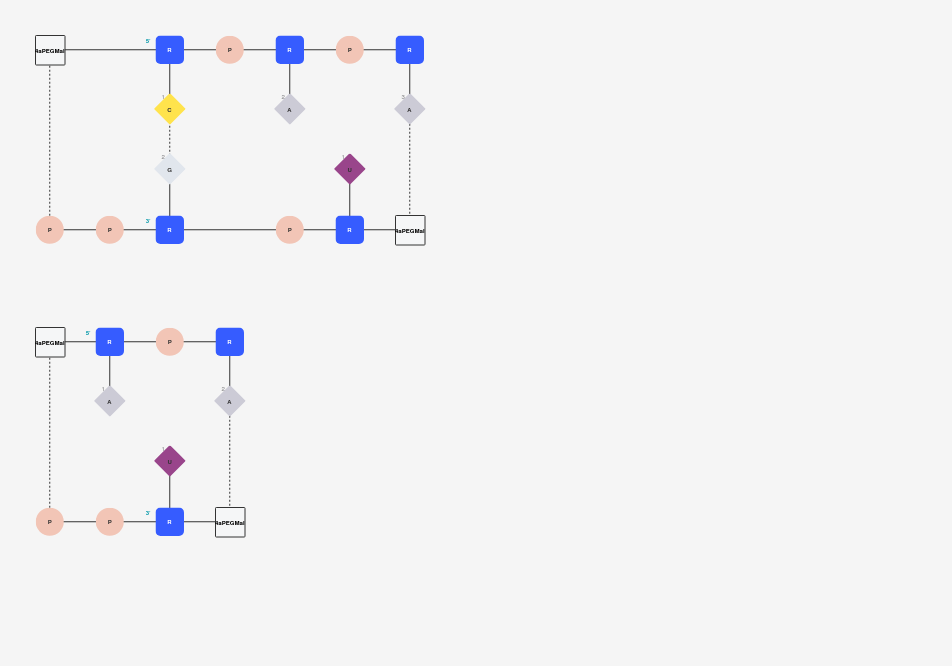 4aPEGMal 5' R P R P R
1 C 2 A 3 A
2 G 1 U
P P 3' R P R 4aPEGMal
4aPEGMal 5' R P R
1 A 2 A
1 U
P P 3' R 4aPEGMal